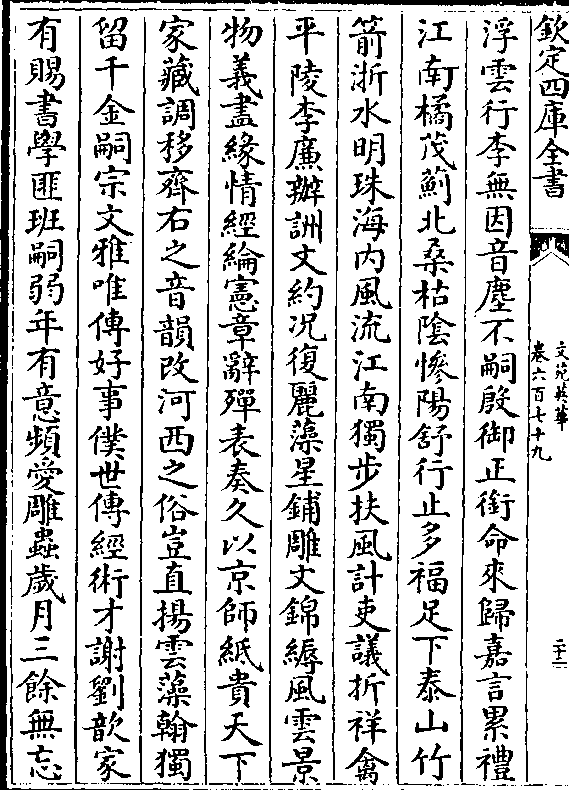 欽定四庫全書
文苑英華
卷六百七十九
二十二
浮雲行李無因音塵不嗣殷御正銜命來歸嘉言累禮
江南橘茂薊北桑枯陰慘陽舒行止多福足下泰山竹
箭浙水明珠海内風流江南獨步扶風計吏議折祥禽
平陵李廉辦詶文約况復麗藻星鋪雕文錦縟風雲景
物義盡緣情經綸憲章辭殫表奏久以京師紙貴天下
家藏調移齊右之音韻改河西之俗豈直揚雲藻翰獨
留千金嗣宗文雅唯傳好事僕世傳經術才謝劉歆家
有賜書學匪班嗣弱年有意頻愛雕蟲歲月三餘無忘